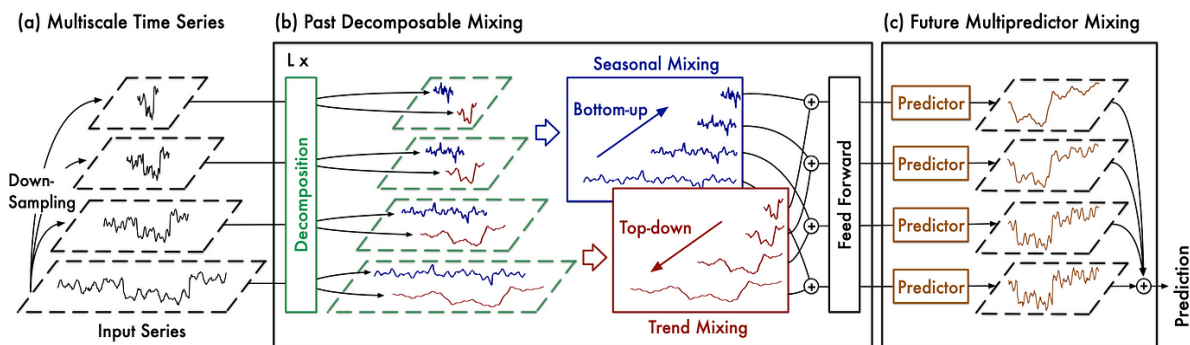 (a) Multiscale Time Series
(b) Past Decomposable Mixing
(c) Future Multipredictor Mixing
Down-
Sampling
Input Series
L x
Decomposition
Seasonal Mixing
Bottom-up
Top-down
Trend Mixing
Feed Forward
Predictor
Predictor
Predictor
Predictor
Prediction